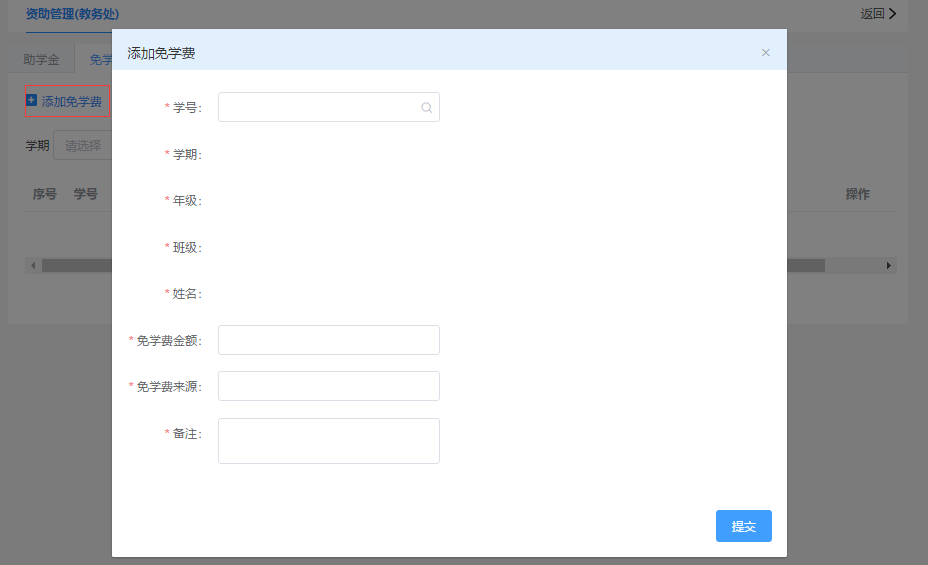 资助管理(教务处)
返回
助学金
免学
添加免学费
学期
请选择
序号 学号 操作
添加免学费
* 学号:
* 学期:
* 年级:
* 班级:
* 姓名:
* 免学费金额:
* 免学费来源:
* 备注:
提交